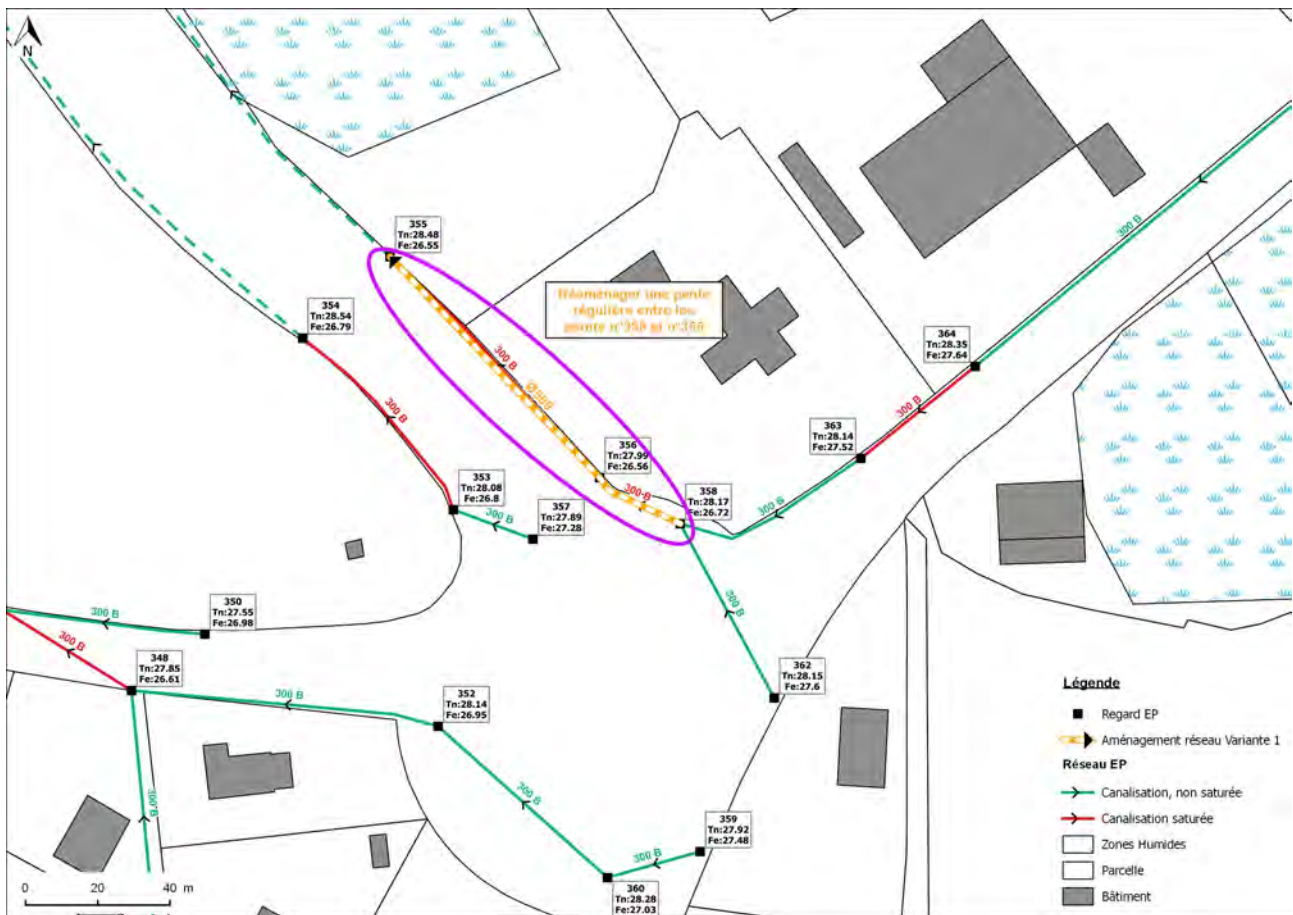 N
355
Tn:28.48
Fe:26.55
354
Tn:28.54
Fe:26.79
Réaménager une pente
régulière entre les
300 B
300 B
364
Tn:28.35
Fe:27.64
300 B
300 B
363
Tn:28.14
Fe:27.52
356
Tn:27.99
Fe:26.56
353
Tn:28.08
Fe:26.8
300 B
358
Tn:28.17
Fe:26.72
357
Tn:27.89
Fe:27.28
300 B
300 B
300 B
350
Tn:27.55
Fe:26.98
300 B
300 B
348
Tn:27.85
Fe:26.61
362
Tn:28.15
Fe:27.6
300 B
352
Tn:28.14
Fe:26.95
300 B
300 B
359
Tn:27.92
Fe:27.48
300 B
360
Tn:28.28
Fe:27.03
Légende
Regard EP
Aménagement réseau Variante 1
Réseau EP
Canalisation, non saturée
Canalisation saturée
Zones Humides
Parcelle
Bâtiment
0 20 40 m